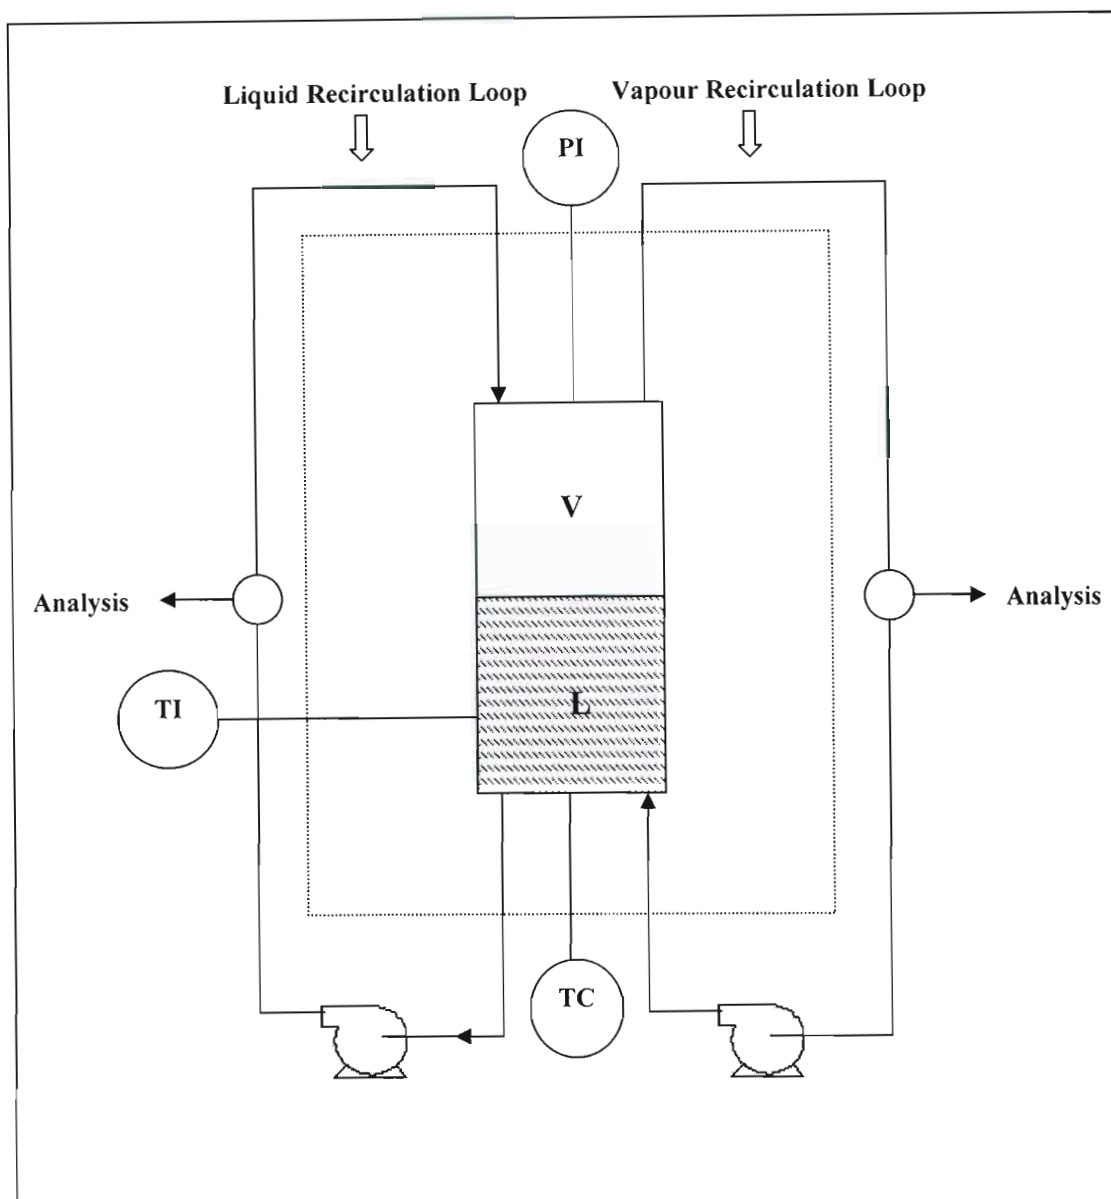 Liquid Recirculation Loop
Vapour Recirculation Loop
PI
V
Analysis
Analysis
TI
L
TC